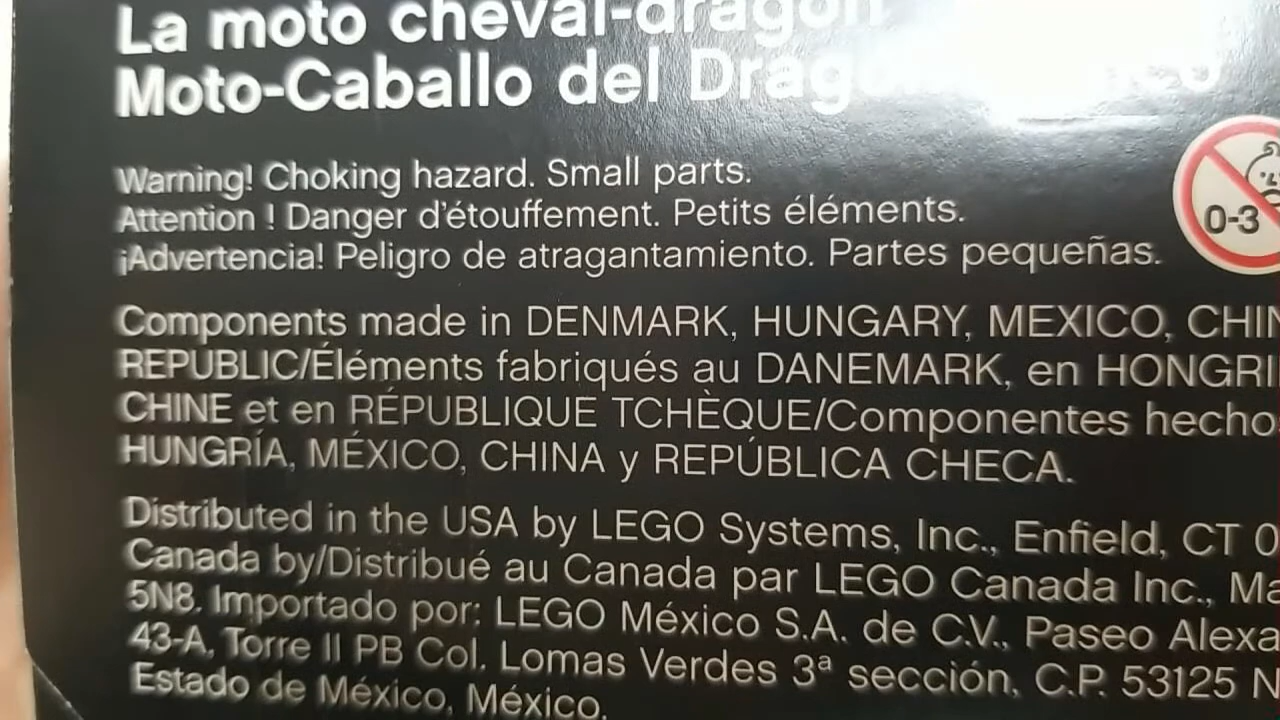 La moto cheval-dragon
Moto-Caballo del
Warning! Choking hazard. Small parts.
Attention ! Danger d'étouffement. Petits éléments.
¡Advertencia! Peligro de atragantamiento. Partes pequeñas.
0-3
Components made in DENMARK, HUNGARY, MEXICO,
REPUBLIC/Éléments fabriqués au DANEMARK, en
CHINE et en RÉPUBLIQUE TCHÈQUE/Componentes
HUNGRÍA, MÉXICO, CHINA y REPÚBLICA CHECA.
Distributed in the USA by LEGO Systems, Inc., Enfield, CT
Canada by/Distribué au Canada par LEGO Canada Inc.,
5N8. Importado por: LEGO México S.A. de C.V., Paseo
43-A, Torre II PB Col. Lomas Verdes 3ª sección, C.P. 53125
Estado de México, México.